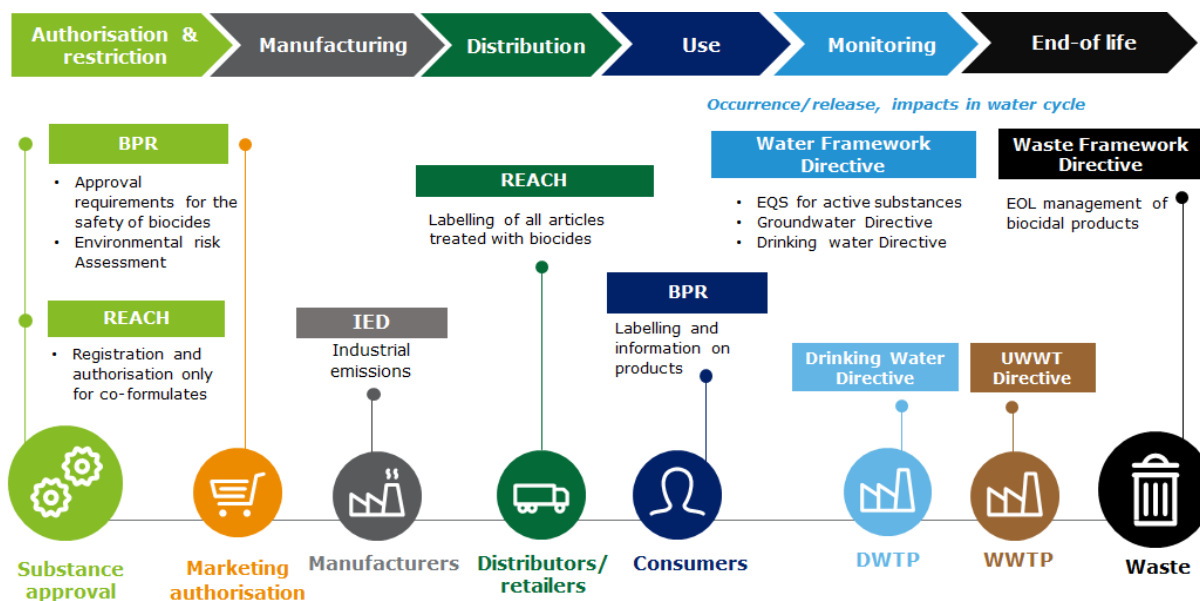 Authorisation &
restriction
Manufacturing
Distribution
Use
Monitoring
End-of life
Occurrence/release, impacts in water cycle
BPR
• Approval
requirements for the
safety of biocides
• Environmental risk
Assessment
REACH
• Registration and
authorisation only
for co-formulates
IED
Industrial
emissions
REACH
Labelling of all articles
treated with biocides
BPR
Labelling and
information on
products
Water Framework
Directive
• EQS for active substances
• Groundwater Directive
• Drinking water Directive
Drinking Water
Directive
UWWT
Directive
Waste Framework
Directive
EOL management of
biocidal products
Substance
approval
Marketing
authorisation
Manufacturers
Distributors/
retailers
Consumers
DWTP
WWTP
Waste